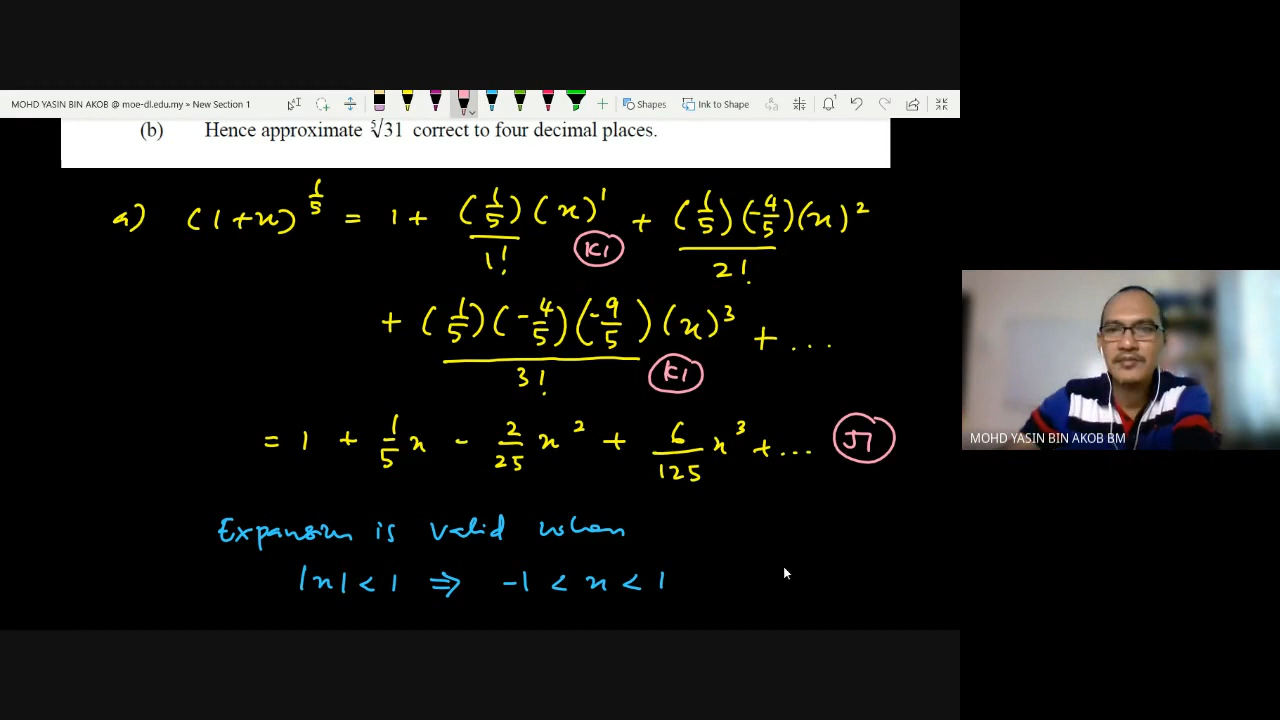 MOHD YASIN BIN AKOB @ moe-dl.edu.my » New Section 1
Shapes
Ink to Shape
(b) Hence approximate ⁵√31 correct to four decimal places.
a) (1+x)^(1/5) = 1 + (1/5)(x)^1 / 1! + (1/5)(-4/5)(x)^2 / 2!
K1
+ (1/5)(-4/5)(-9/5)(x)^3 / 3! + ...
K1
= 1 + 1/5 x - 2/25 x^2 + 6/125 x^3 + ... J1
Expansion is valid when
|x| < 1 ⇒ -1 < x < 1
MOHD YASIN BIN AKOB BM